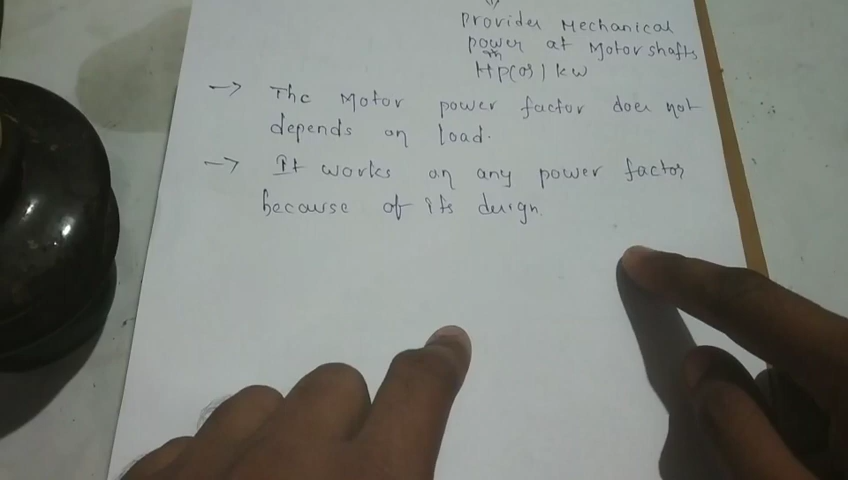 Provides Mechanical
power at Motor shafts
in
Hp(or) kw
→ The Motor power factor does not
depends on load.
→ It works on any power factor
because of its design.